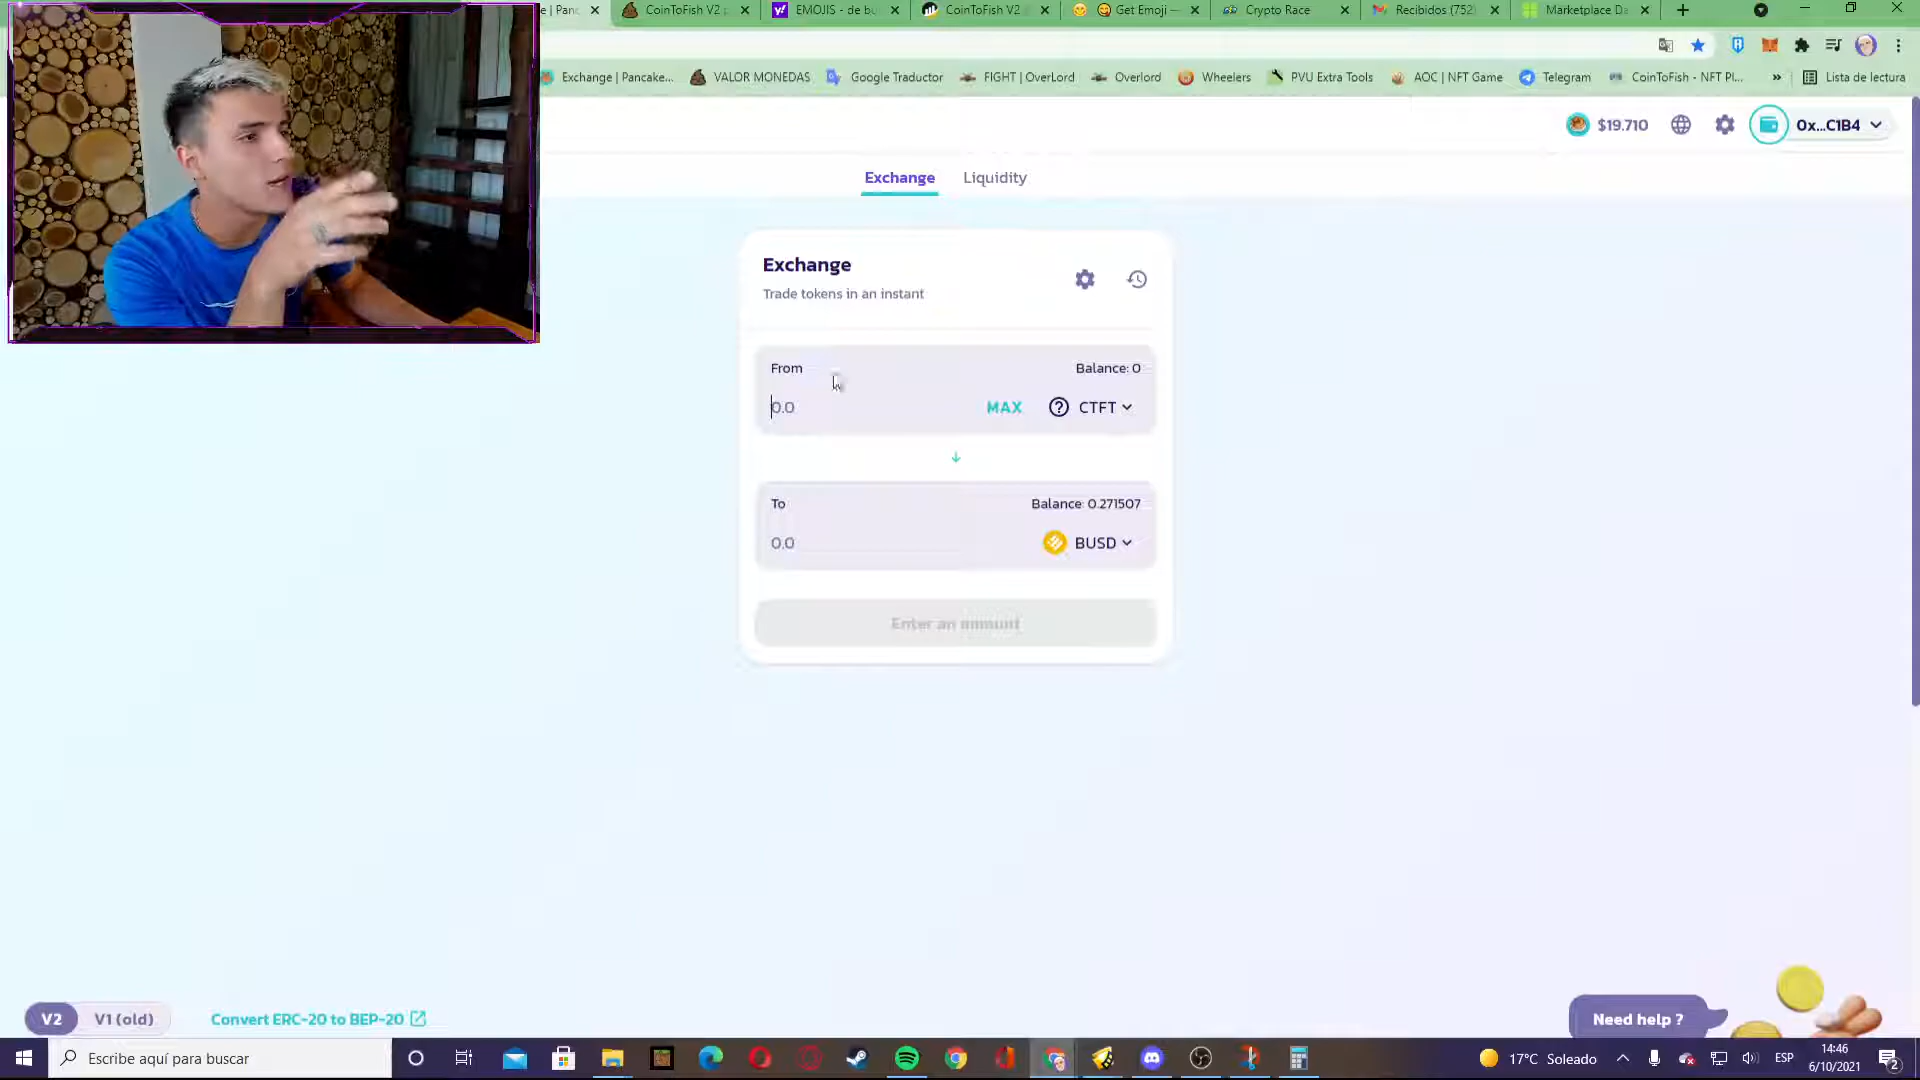 e | Panc
CoinToFish V2 p
EMOJIS - de bu
CoinToFish V2
Get Emoji —
Crypto Race
Recibidos (752)
Marketplace Da
Exchange | Pancake...
VALOR MONEDAS
Google Traductor
FIGHT | OverLord
Overlord
Wheelers
PVU Extra Tools
AOC | NFT Game
Telegram
CoinToFish - NFT Pl...
»
Lista de lectura
$19.710
0x...C1B4
Exchange
Liquidity
Exchange
Trade tokens in an instant
From
Balance: 0
0.0
MAX
CTFT
To
Balance: 0.271507
0.0
BUSD
Enter an amount
V2
V1 (old)
Convert ERC-20 to BEP-20
Need help ?
Escribe aquí para buscar
17°C Soleado
ESP
14:46
6/10/2021
2